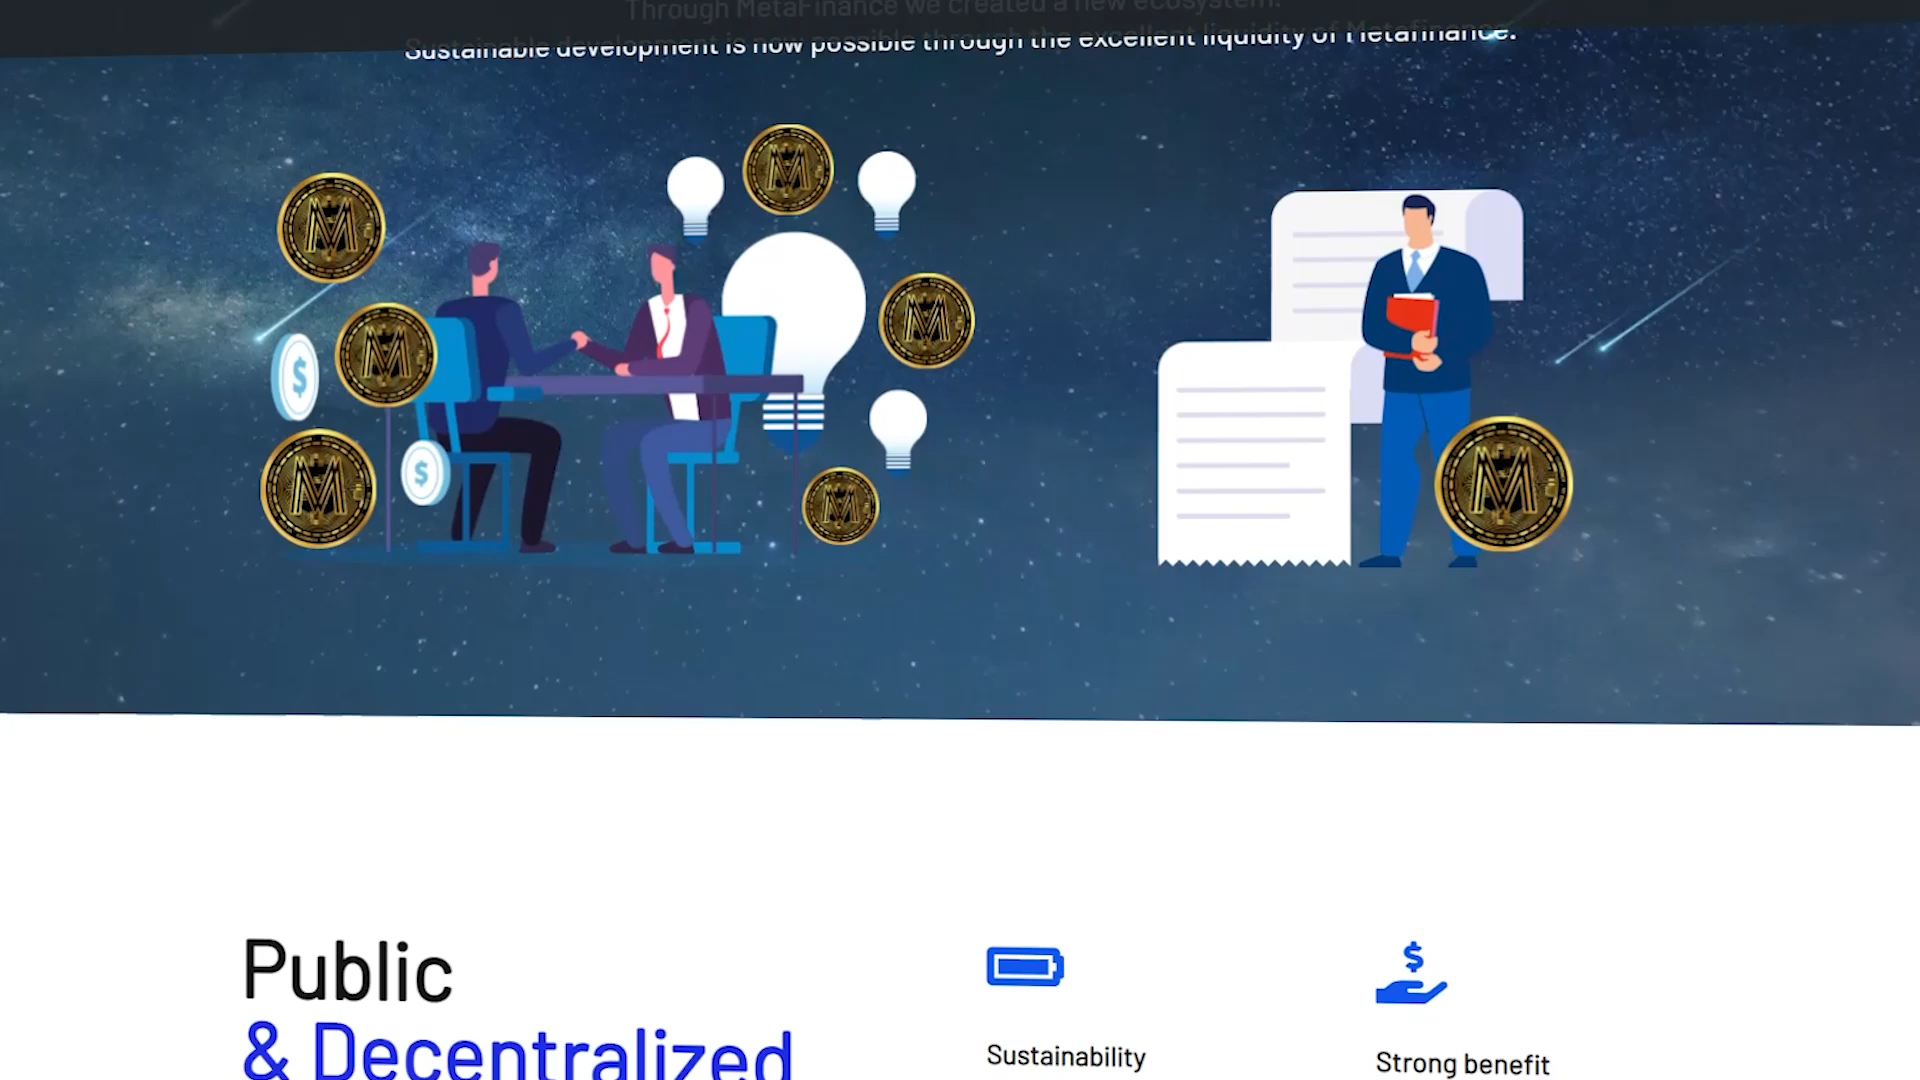 Through MetaFinance we created a new ecosystem.
Sustainable development is now possible through the excellent liquidity of Metafinance.
$
$
Public
& Decentralized
$
Sustainability
Strong benefit